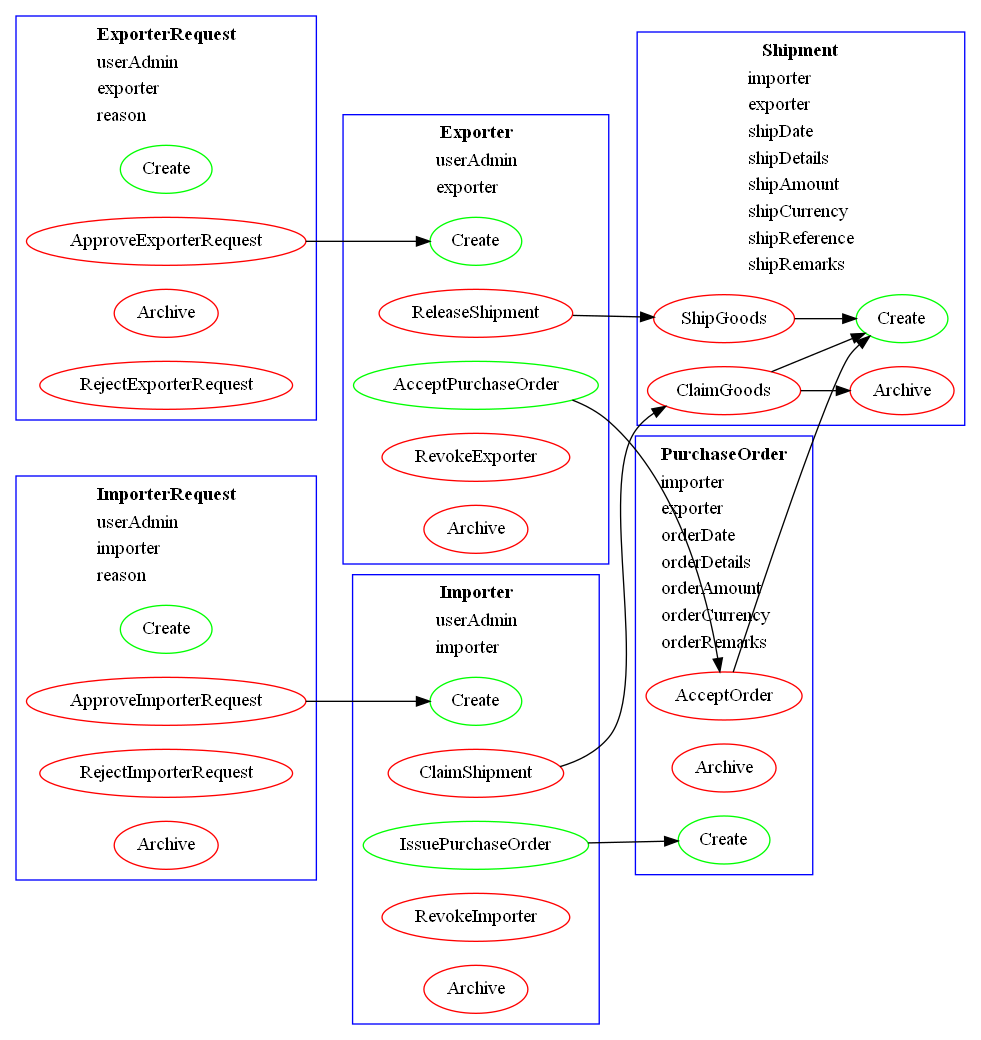 ExporterRequest
userAdmin
exporter
reason
Create
ApproveExporterRequest
Archive
RejectExporterRequest
ImporterRequest
userAdmin
importer
reason
Create
ApproveImporterRequest
RejectImporterRequest
Archive
Exporter
userAdmin
exporter
Create
ReleaseShipment
AcceptPurchaseOrder
RevokeExporter
Archive
Importer
userAdmin
importer
Create
ClaimShipment
IssuePurchaseOrder
RevokeImporter
Archive
Shipment
importer
exporter
shipDate
shipDetails
shipAmount
shipCurrency
shipReference
shipRemarks
ShipGoods
Create
ClaimGoods
Archive
PurchaseOrder
importer
exporter
orderDate
orderDetails
orderAmount
orderCurrency
orderRemarks
AcceptOrder
Archive
Create